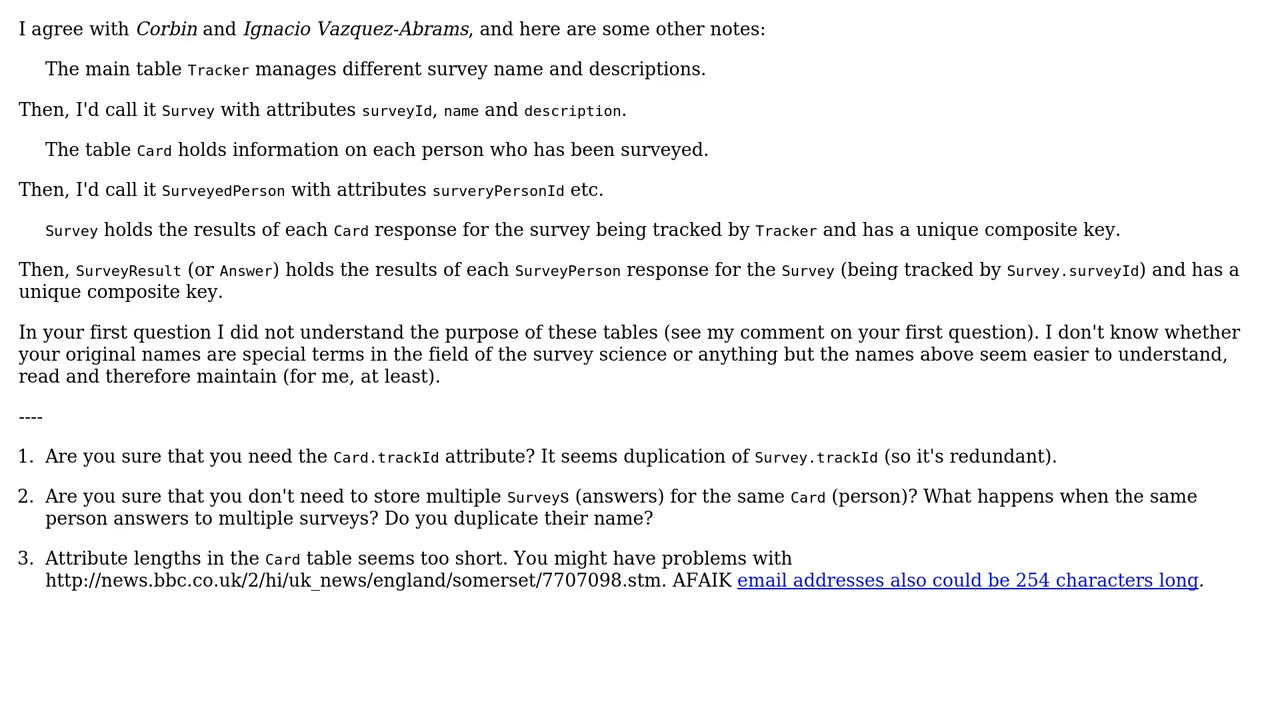 I agree with Corbin and Ignacio Vazquez-Abrams, and here are some other notes:
The main table Tracker manages different survey name and descriptions.
Then, I'd call it Survey with attributes surveyId, name and description.
The table Card holds information on each person who has been surveyed.
Then, I'd call it SurveyedPerson with attributes surveryPersonId etc.
Survey holds the results of each Card response for the survey being tracked by Tracker and has a unique composite key.
Then, SurveyResult (or Answer) holds the results of each SurveyPerson response for the Survey (being tracked by Survey.surveyId) and has a
unique composite key.
In your first question I did not understand the purpose of these tables (see my comment on your first question). I don't know whether
your original names are special terms in the field of the survey science or anything but the names above seem easier to understand,
read and therefore maintain (for me, at least).
----
1. Are you sure that you need the Card.trackId attribute? It seems duplication of Survey.trackId (so it's redundant).
2. Are you sure that you don't need to store multiple Surveys (answers) for the same Card (person)? What happens when the same
person answers to multiple surveys? Do you duplicate their name?
3. Attribute lengths in the Card table seems too short. You might have problems with
http://news.bbc.co.uk/2/hi/uk_news/england/somerset/7707098.stm. AFAIK email addresses also could be 254 characters long.